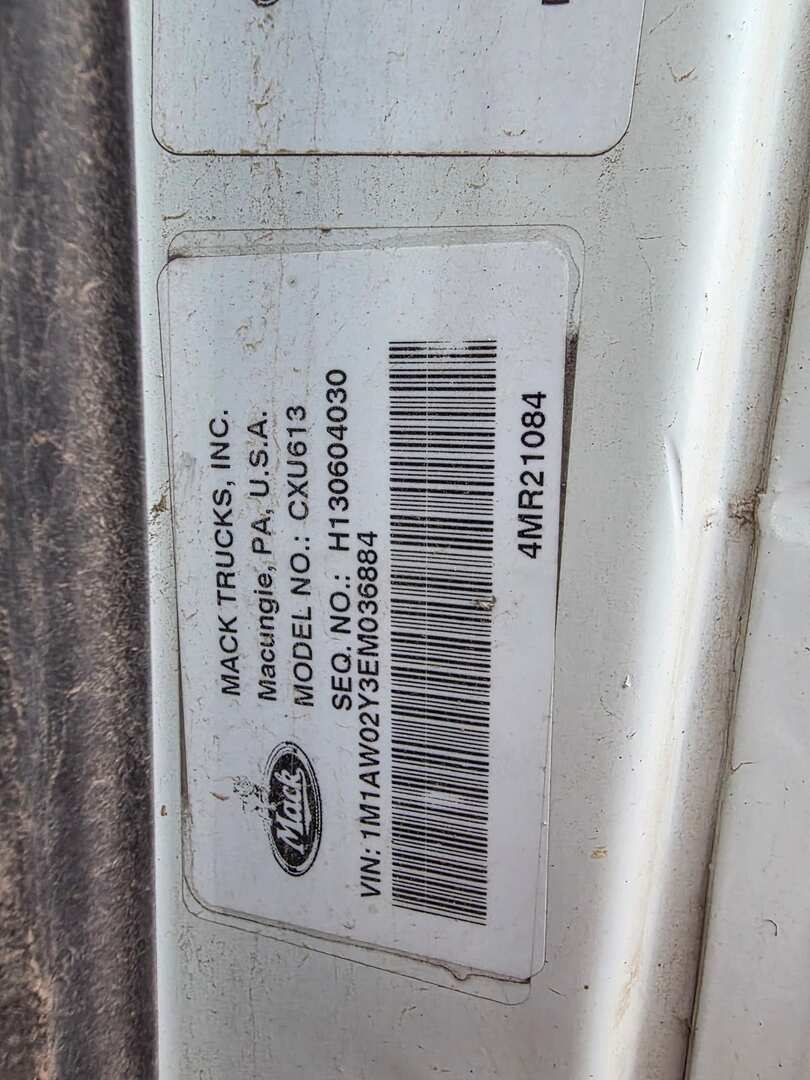 MACK TRUCKS, INC.
Macungie, PA, U.S.A.
MODEL NO.: CXU613
SEQ. NO.: H130604030
Mack
VIN: 1M1AW02Y3EM036884
4MR21084